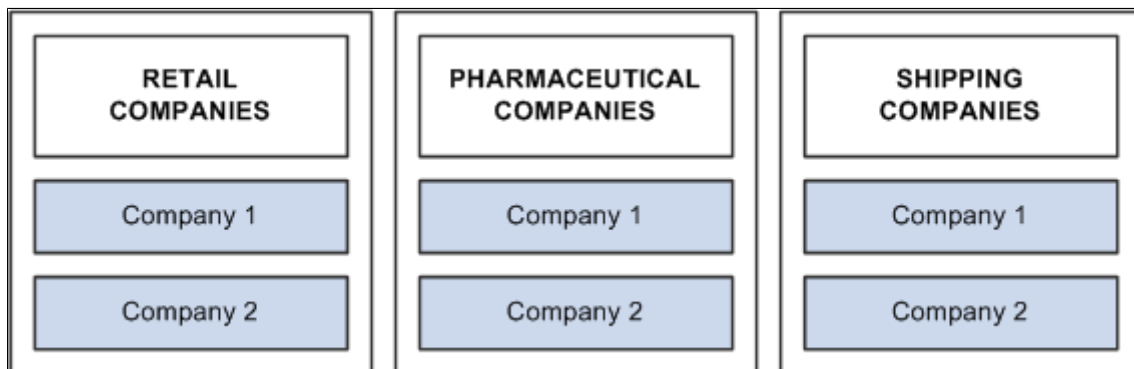 RETAIL
COMPANIES
Company 1
Company 2
PHARMACEUTICAL
COMPANIES
Company 1
Company 2
SHIPPING
COMPANIES
Company 1
Company 2